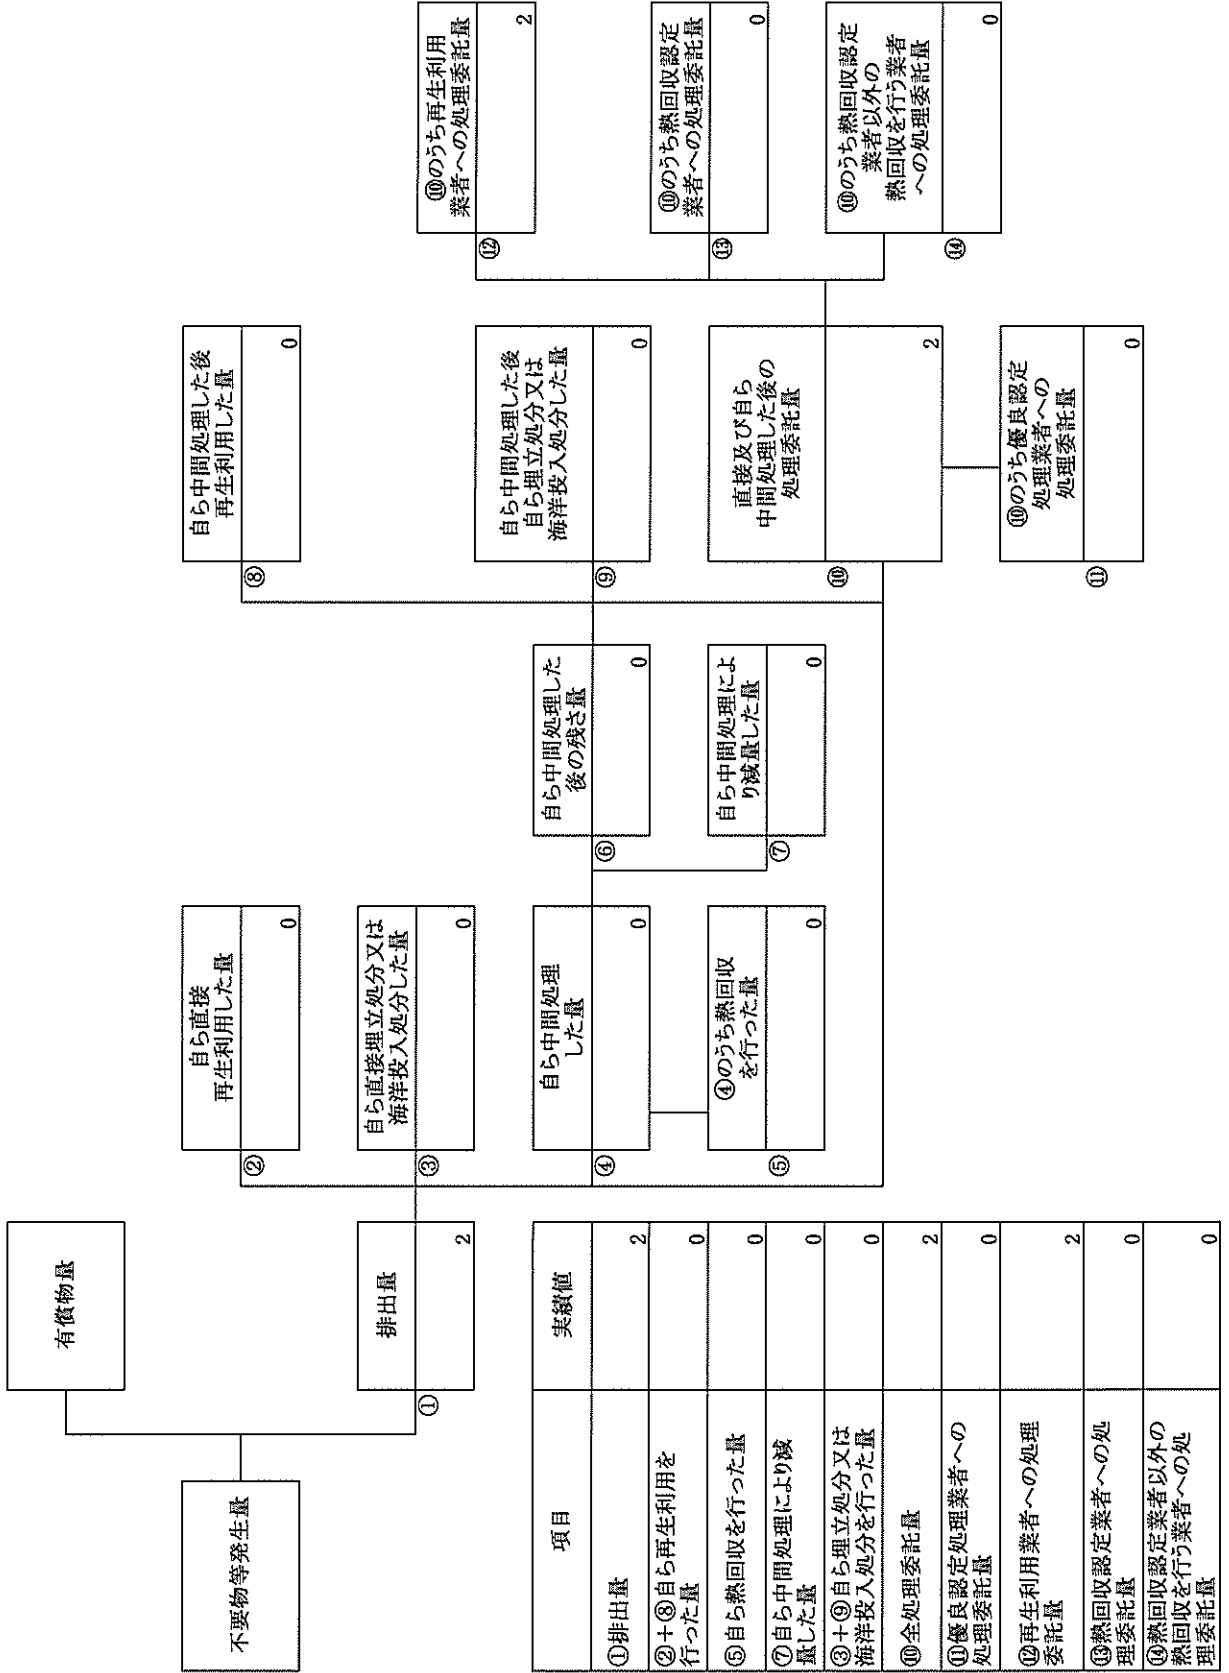 不要物等発生量
有償物量
①
排出量
2
②
自ら直接
再生利用した量
0
③
自ら直接埋立処分又は
海洋投入処分した量
0
④
自ら中間処理
した量
0
⑤
④のうち熱回収
を行った量
0
⑥
自ら中間処理した
後の残さ量
0
⑦
自ら中間処理によ
り減量した量
0
⑧
自ら中間処理した後
再生利用した量
0
⑨
自ら中間処理した後
自ら埋立処分又は
海洋投入処分した量
0
⑩
直接及び自ら
中間処理した後の
処理委託量
2
⑪
⑩のうち優良認定
処理業者への
処理委託量
0
⑫
⑩のうち再生利用
業者への処理委託量
2
⑬
⑩のうち熱回収認定
業者への処理委託量
0
⑭
⑩のうち熱回収認定
業者以外の
熱回収を行う業者
への処理委託量
0
項目
実績値
①排出量
2
②＋⑧自ら再生利用を
行った量
0
⑤自ら熱回収を行った量
0
⑦自ら中間処理により減
量した量
0
③＋⑨自ら埋立処分又は
海洋投入処分を行った量
0
⑩全処理委託量
2
⑪優良認定処理業者への
処理委託量
0
⑫再生利用業者への処理
委託量
2
⑬熱回収認定業者への処
理委託量
0
⑭熱回収認定業者以外の
熱回収を行う業者への処
理委託量
0